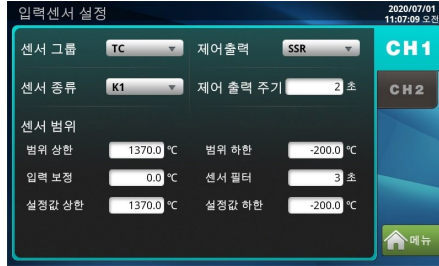 입력센서 설정
2020/07/01
11:07:09 오전
센서 그룹 TC 제어출력 SSR
CH1
센서 종류 K1 제어 출력 주기 2 초
CH2
센서 범위
범위 상한 1370.0 ℃ 범위 하한 -200.0 ℃
입력 보정 0.0 ℃ 센서 필터 3 초
설정값 상한 1370.0 ℃ 설정값 하한 -200.0 ℃
메뉴